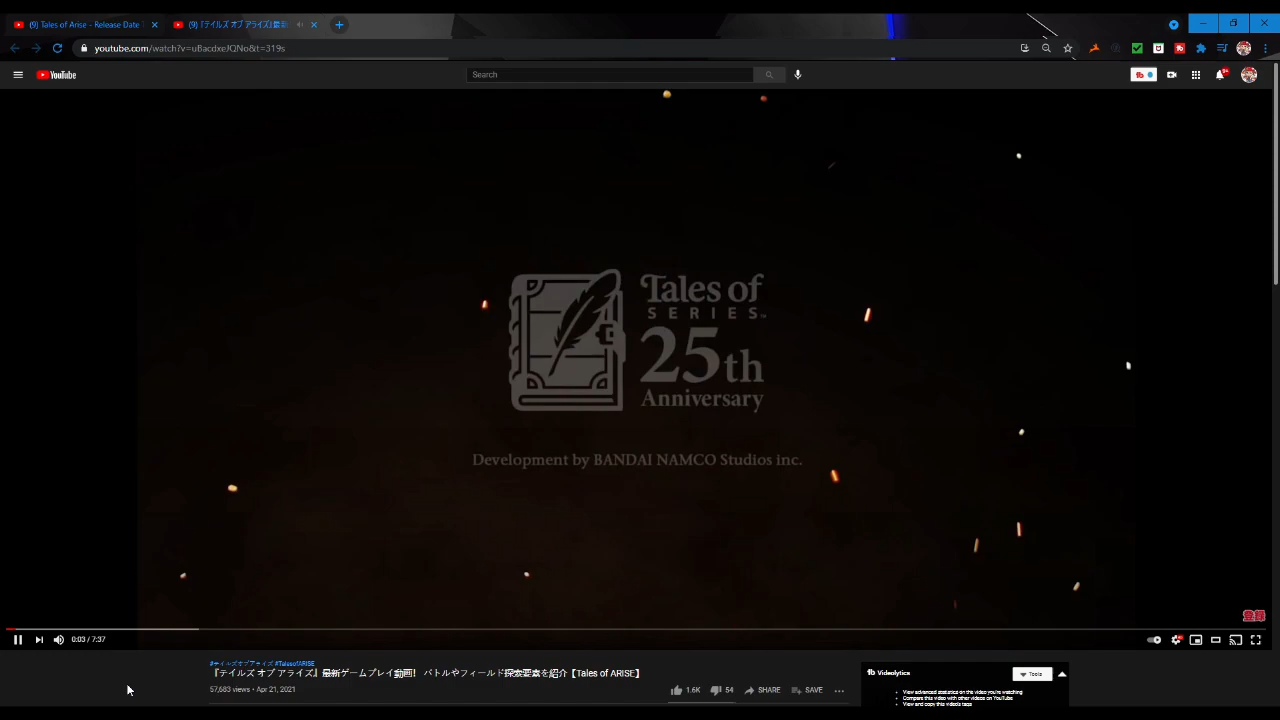 (9) Tales of Arise - Release Date
(9)『テイルズ オブ アライズ』最新
youtube.com/watch?v=uBacdxeJQNo&t=319s
YouTube
Search
9+
Tales of
SERIES™
25th
Anniversary
Development by BANDAI NAMCO Studios inc.
登録
0:03 / 7:37
#テイルズオブアライズ #TalesofARISE
『テイルズ オブ アライズ』最新ゲームプレイ動画! バトルやフィールド探索要素を紹介【Tales of ARISE】
57,683 views • Apr 21, 2021
1.6K
54
SHARE
SAVE
Videolytics
Tools
View advanced statistics on the video you're watching
Compare this video with other videos on YouTube
View and copy this video's tags